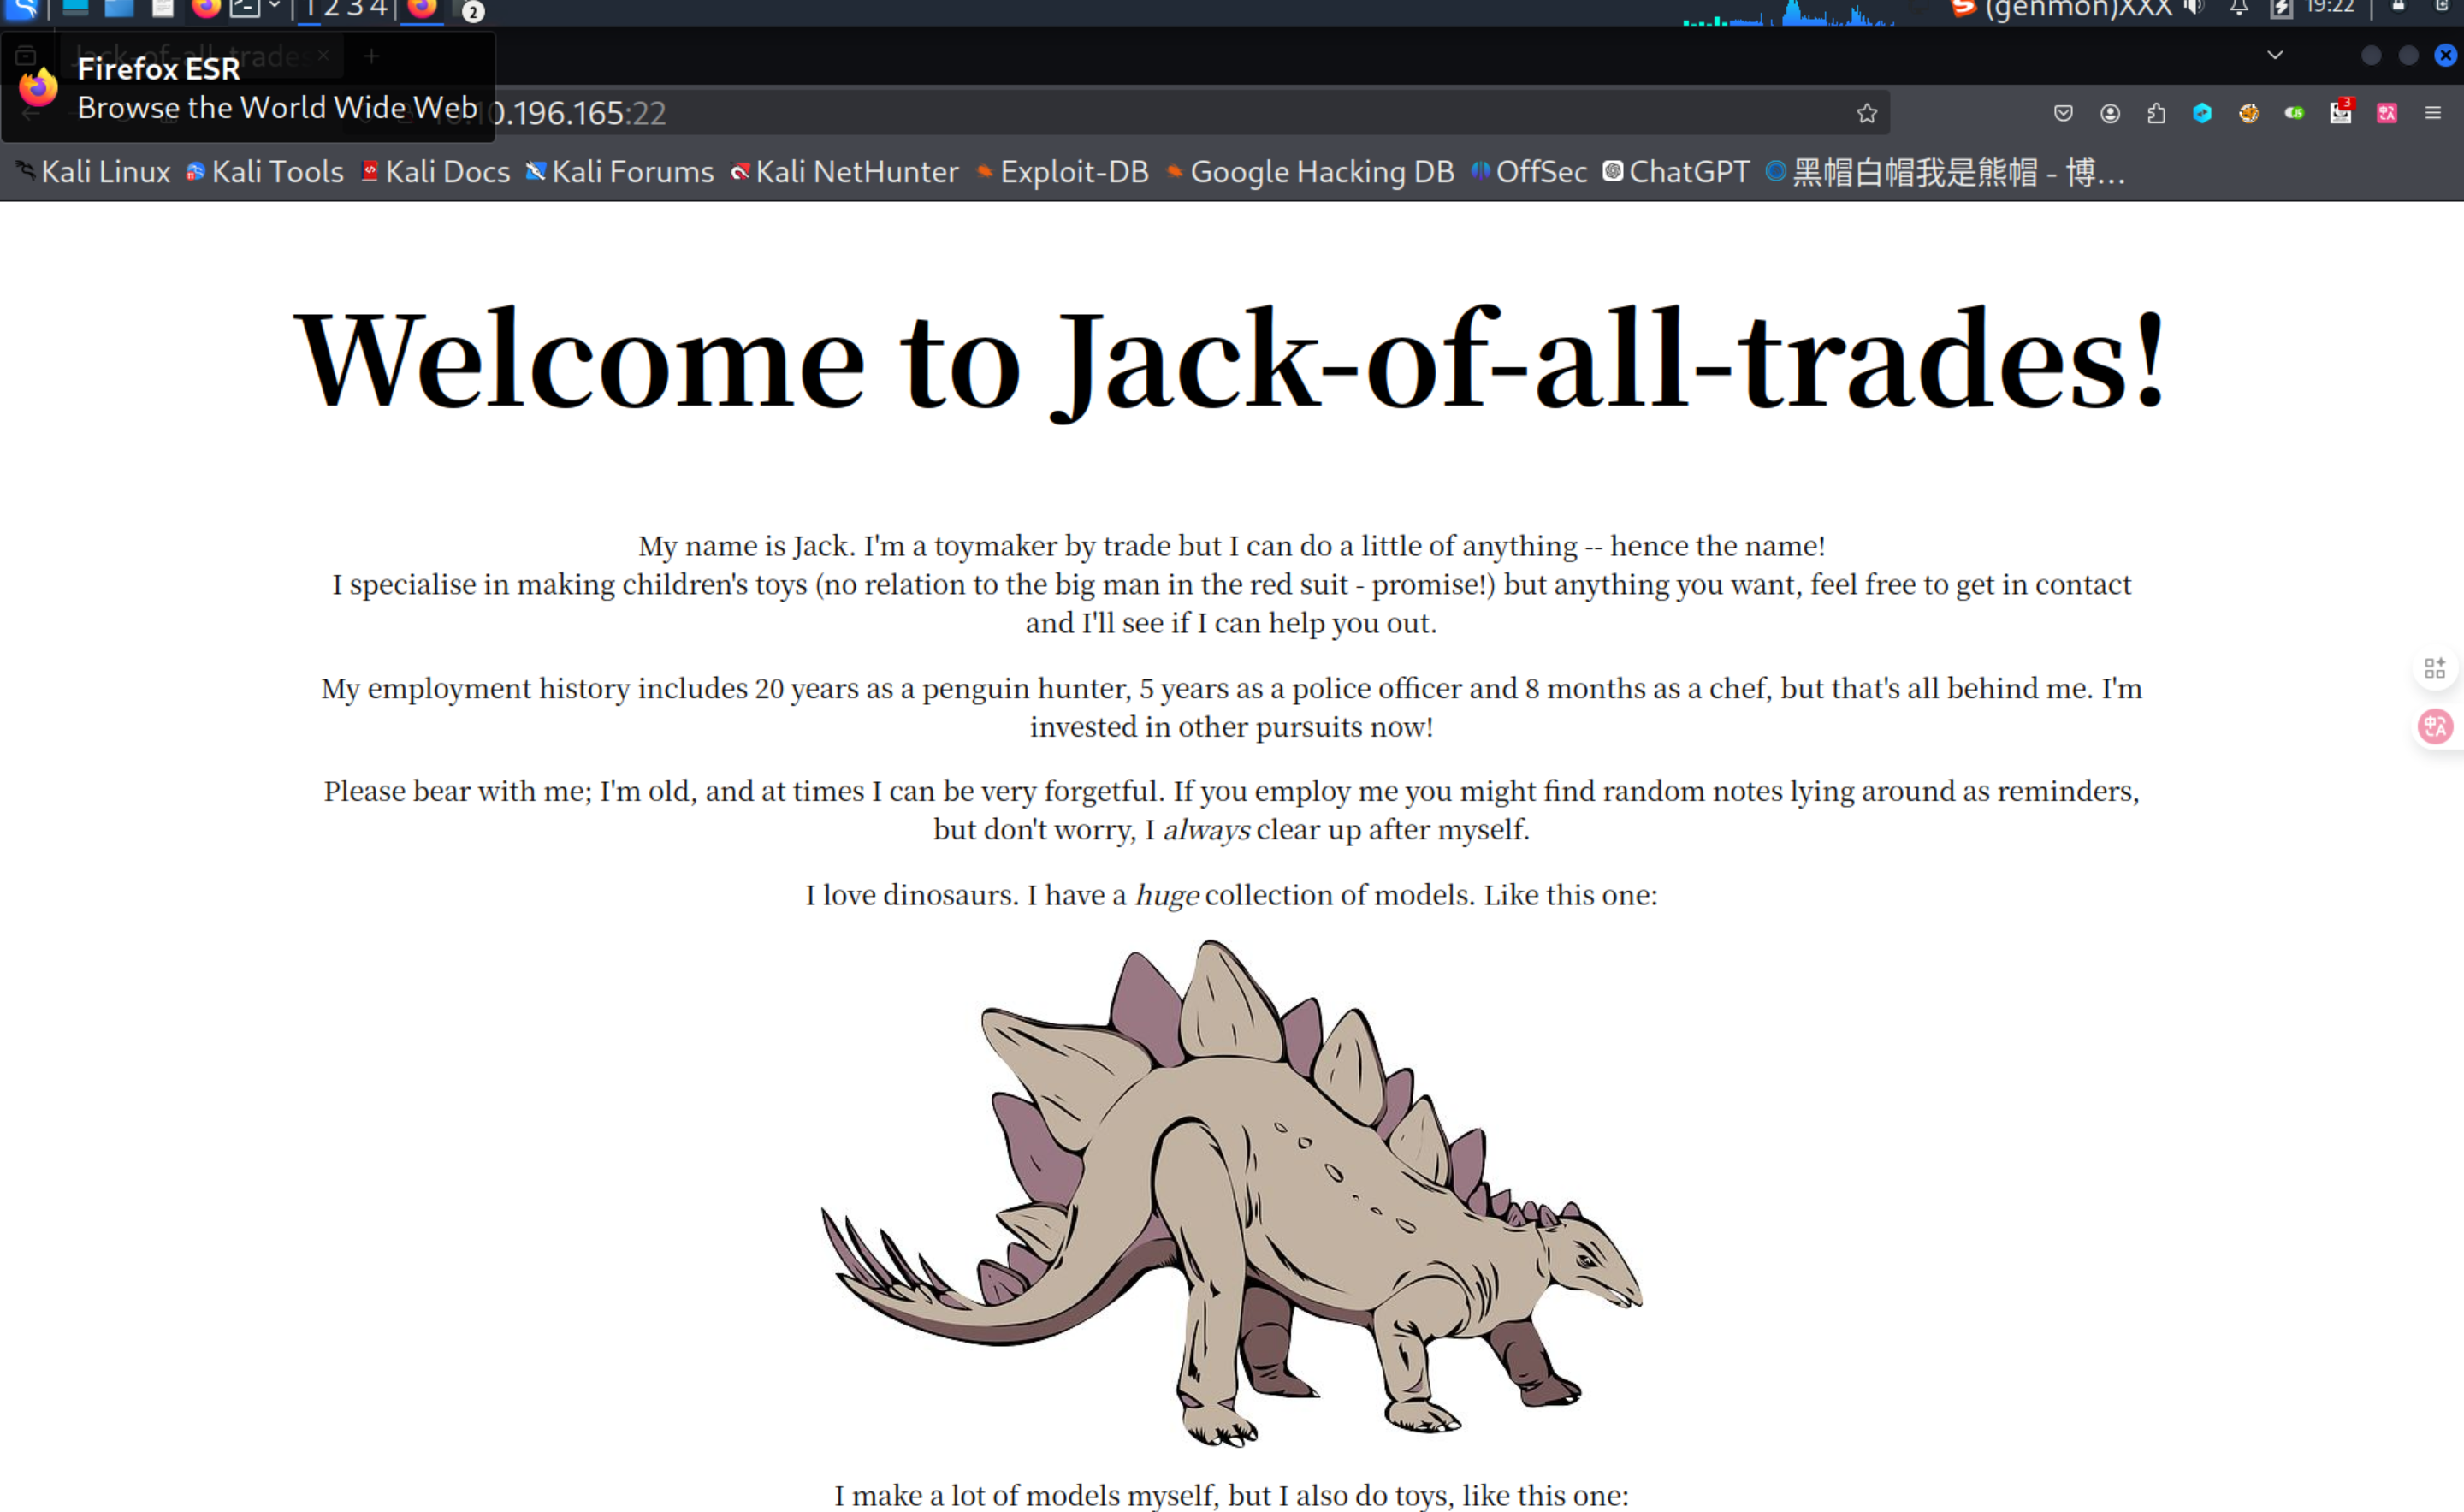 1 2 3 4
2
(genmon)XXX
19:22
Jack-of-all-trades
Firefox ESR
Browse the World Wide Web
0.196.165:22
3
Kali Linux Kali Tools Kali Docs Kali Forums Kali NetHunter Exploit-DB Google Hacking DB OffSec ChatGPT 黑帽白帽我是熊帽 - 博…
Welcome to Jack-of-all-trades!
My name is Jack. I'm a toymaker by trade but I can do a little of anything -- hence the name!
I specialise in making children's toys (no relation to the big man in the red suit - promise!) but anything you want, feel free to get in contact
and I'll see if I can help you out.
My employment history includes 20 years as a penguin hunter, 5 years as a police officer and 8 months as a chef, but that's all behind me. I'm
invested in other pursuits now!
Please bear with me; I'm old, and at times I can be very forgetful. If you employ me you might find random notes lying around as reminders,
but don't worry, I always clear up after myself.
I love dinosaurs. I have a huge collection of models. Like this one:
I make a lot of models myself, but I also do toys, like this one: